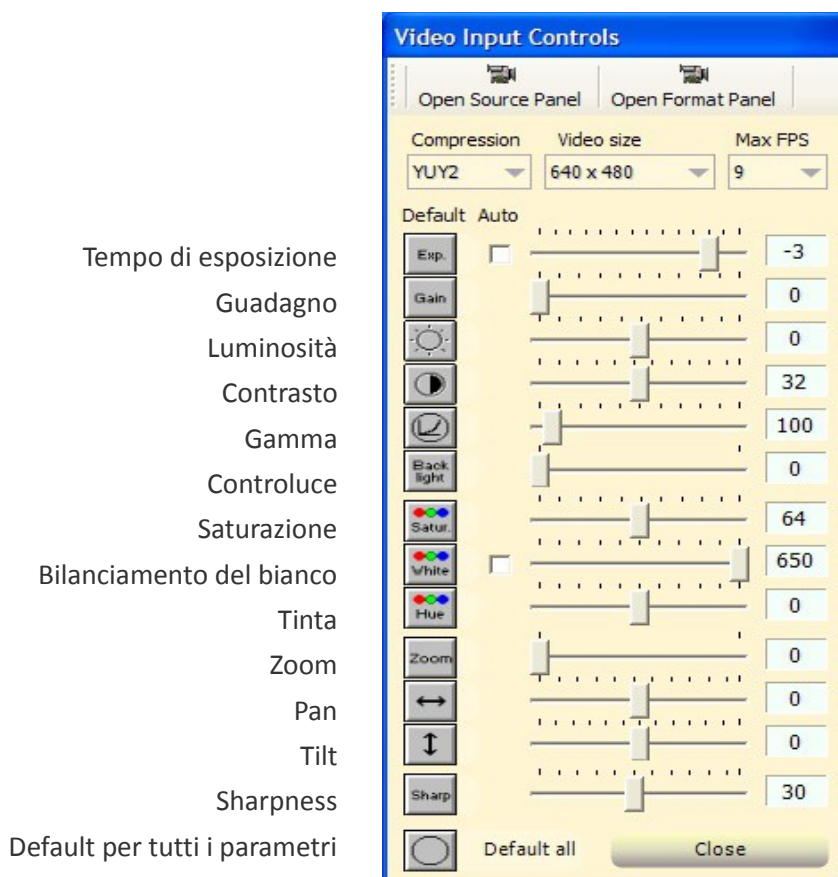 Video Input Controls
Open Source Panel Open Format Panel
Compression Video size Max FPS
YUY2 640 x 480 9
Default Auto
Tempo di esposizione Exp. -3
Guadagno Gain 0
Luminosità 0
Contrasto 32
Gamma 100
Controluce Back light 0
Saturazione Satur. 64
Bilanciamento del bianco White 650
Tinta Hue 0
Zoom Zoom 0
Pan 0
Tilt 0
Sharpness Sharp 30
Default per tutti i parametri Default all Close